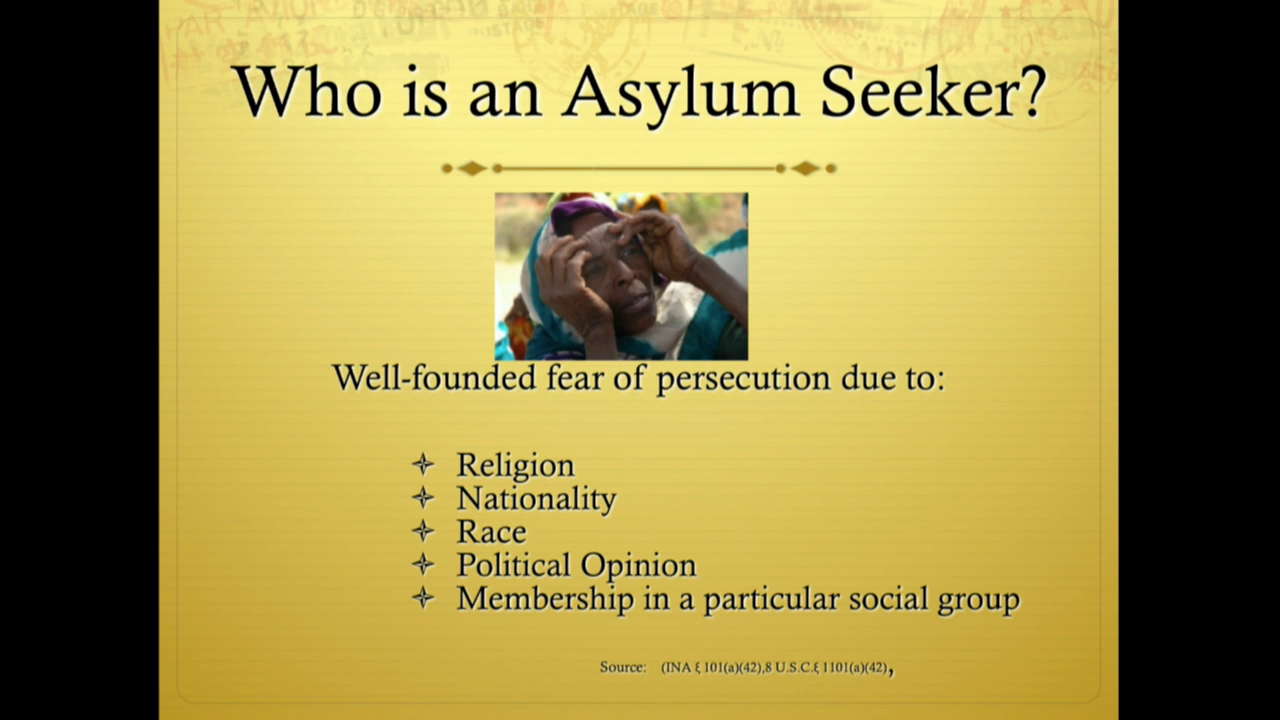 Who is an Asylum Seeker?
Well-founded fear of persecution due to:
Religion
Nationality
Race
Political Opinion
Membership in a particular social group
Source: (INA ξ 101(a)(42),8 U.S.C.ξ 1101(a)(42),